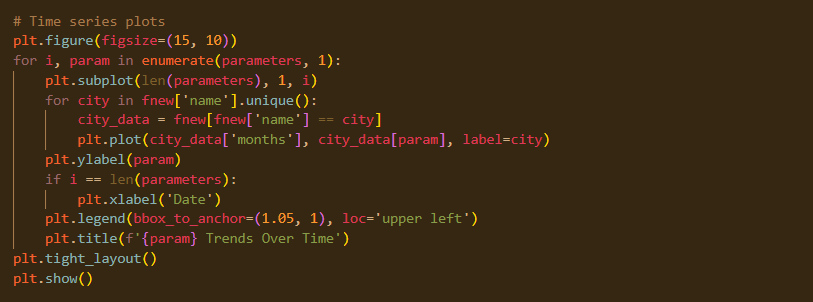 # Time series plots
plt.figure(figsize=(15, 10))
for i, param in enumerate(parameters, 1):
    plt.subplot(len(parameters), 1, i)
    for city in fnew['name'].unique():
        city_data = fnew[fnew['name'] == city]
        plt.plot(city_data['months'], city_data[param], label=city)
    plt.ylabel(param)
    if i == len(parameters):
        plt.xlabel('Date')
    plt.legend(bbox_to_anchor=(1.05, 1), loc='upper left')
    plt.title(f'{param} Trends Over Time')
plt.tight_layout()
plt.show()